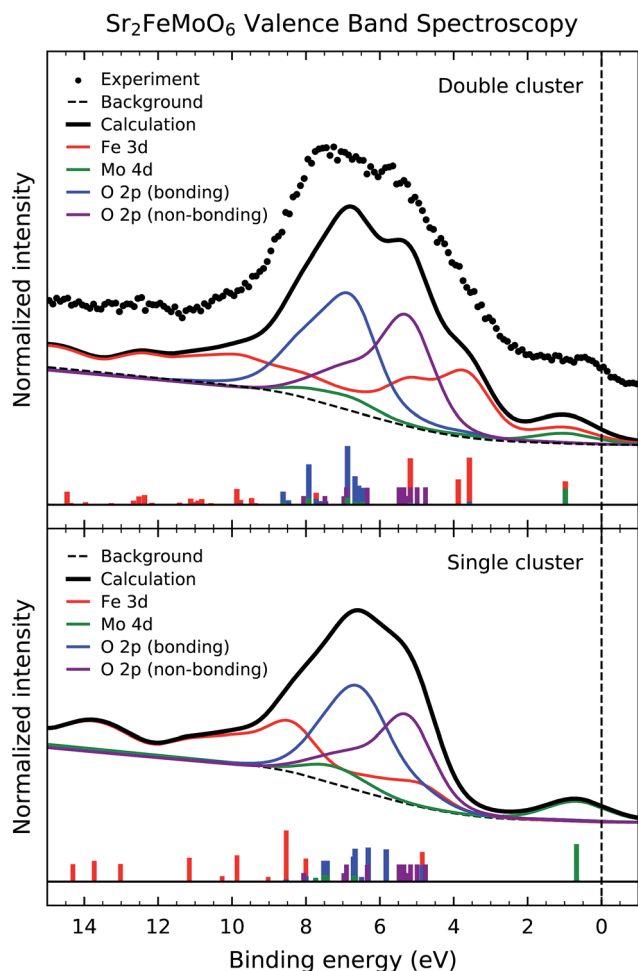 Sr₂FeMoO₆ Valence Band Spectroscopy
Experiment
Background
Calculation
Fe 3d
Mo 4d
O 2p (bonding)
O 2p (non-bonding)
Double cluster
Normalized intensity
Background
Calculation
Fe 3d
Mo 4d
O 2p (bonding)
O 2p (non-bonding)
Single cluster
Normalized intensity
14 12 10 8 6 4 2 0
Binding energy (eV)